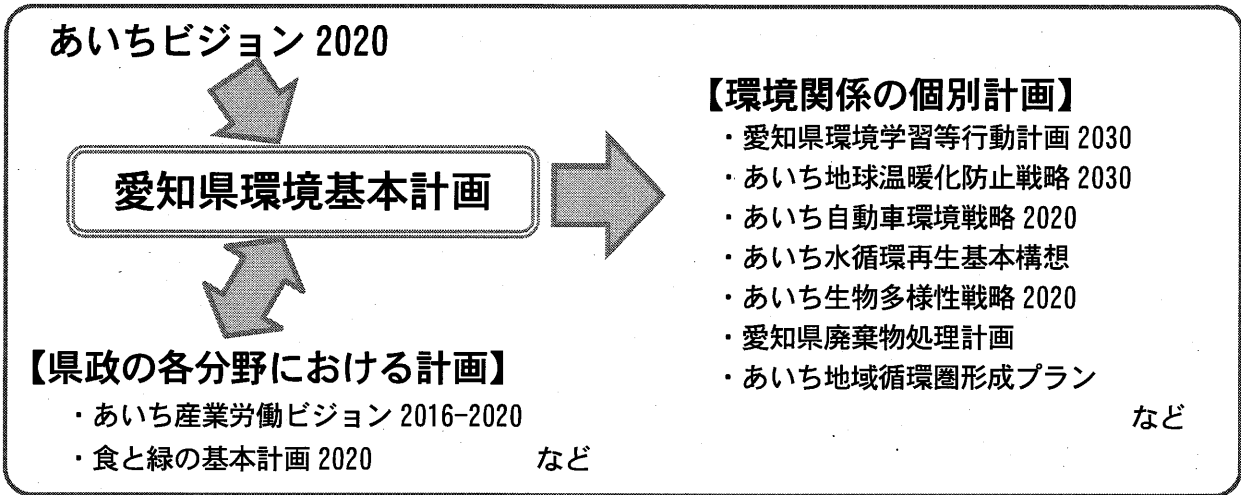 あいちビジョン 2020
愛知県環境基本計画
【県政の各分野における計画】
・あいち産業労働ビジョン 2016-2020
・食と緑の基本計画 2020 など
【環境関係の個別計画】
・愛知県環境学習等行動計画 2030
・あいち地球温暖化防止戦略 2030
・あいち自動車環境戦略 2020
・あいち水循環再生基本構想
・あいち生物多様性戦略 2020
・愛知県廃棄物処理計画
・あいち地域循環圏形成プラン
など